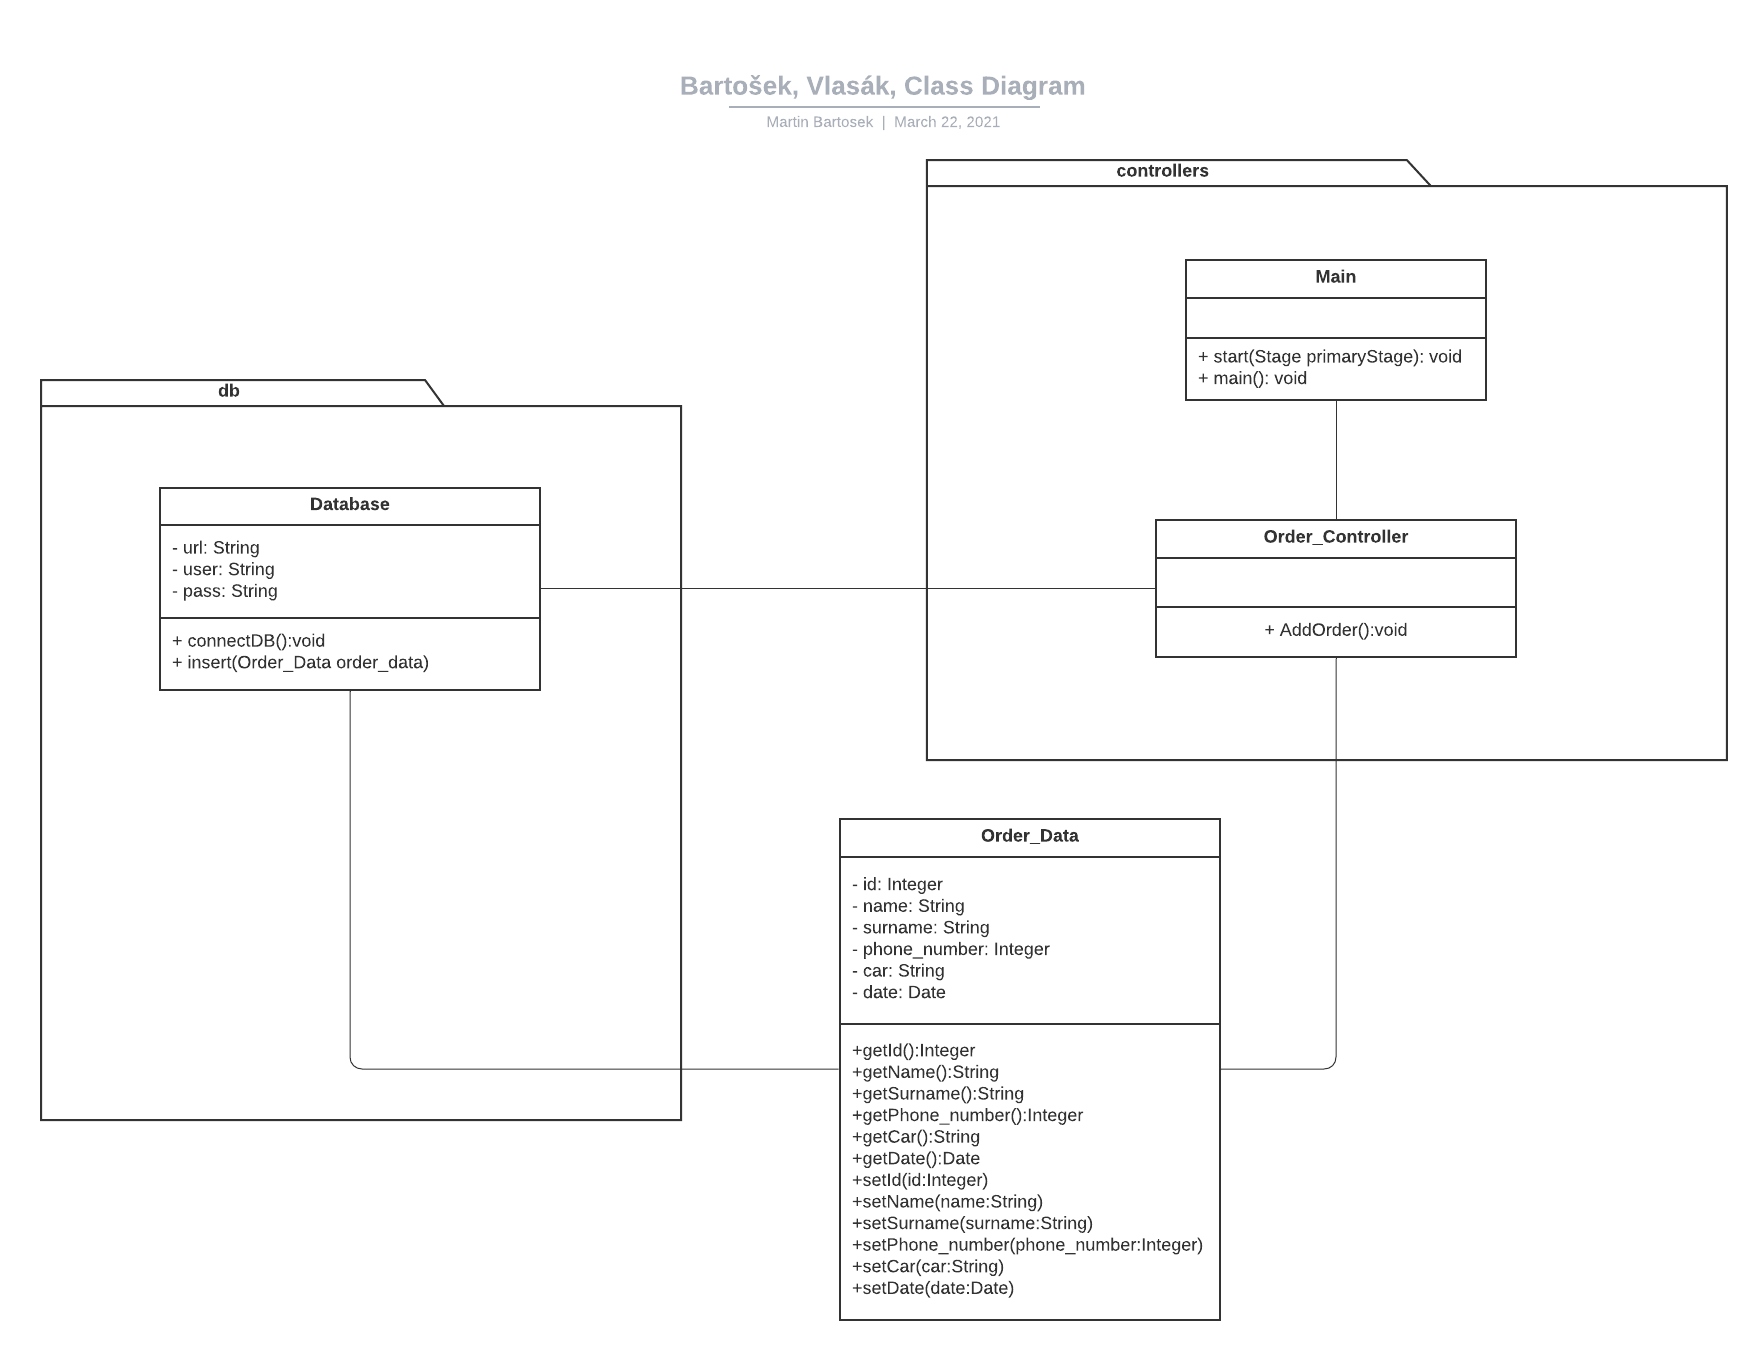 Bartošek, Vlasák, Class Diagram
Martin Bartosek | March 22, 2021
controllers
Main
+ start(Stage primaryStage): void
+ main(): void
db
Database
- url: String
- user: String
- pass: String
+ connectDB():void
+ insert(Order_Data order_data)
Order_Controller
+ AddOrder():void
Order_Data
- id: Integer
- name: String
- surname: String
- phone_number: Integer
- car: String
- date: Date
+getId():Integer
+getName():String
+getSurname():String
+getPhone_number():Integer
+getCar():String
+getDate():Date
+setId(id:Integer)
+setName(name:String)
+setSurname(surname:String)
+setPhone_number(phone_number:Integer)
+setCar(car:String)
+setDate(date:Date)